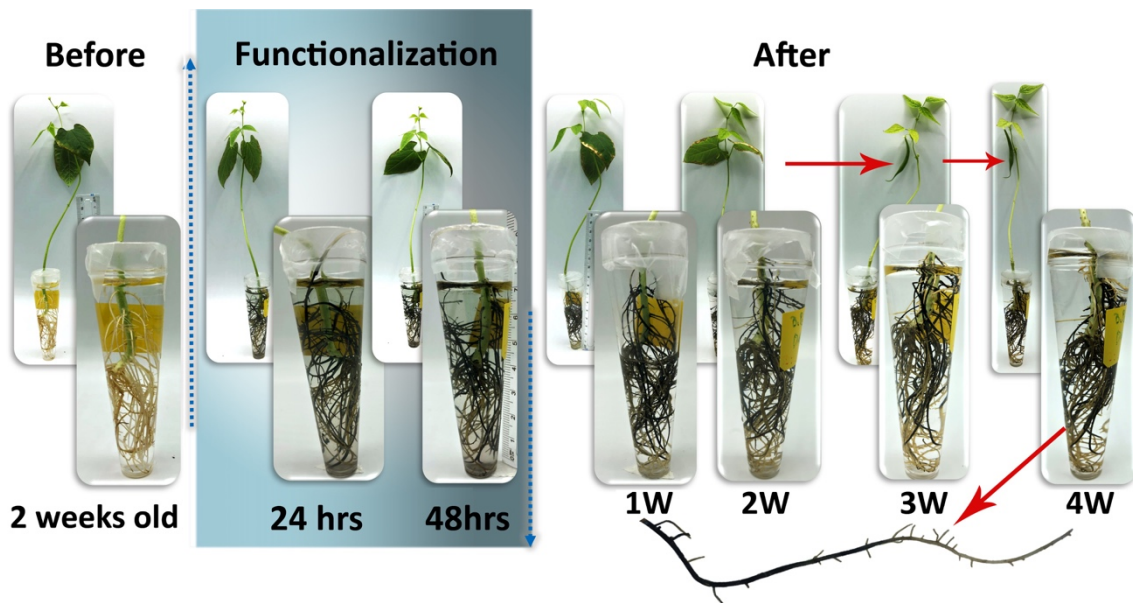 Before
Functionalization
After
2 weeks old
24 hrs
48hrs
1W
2W
3W
4W